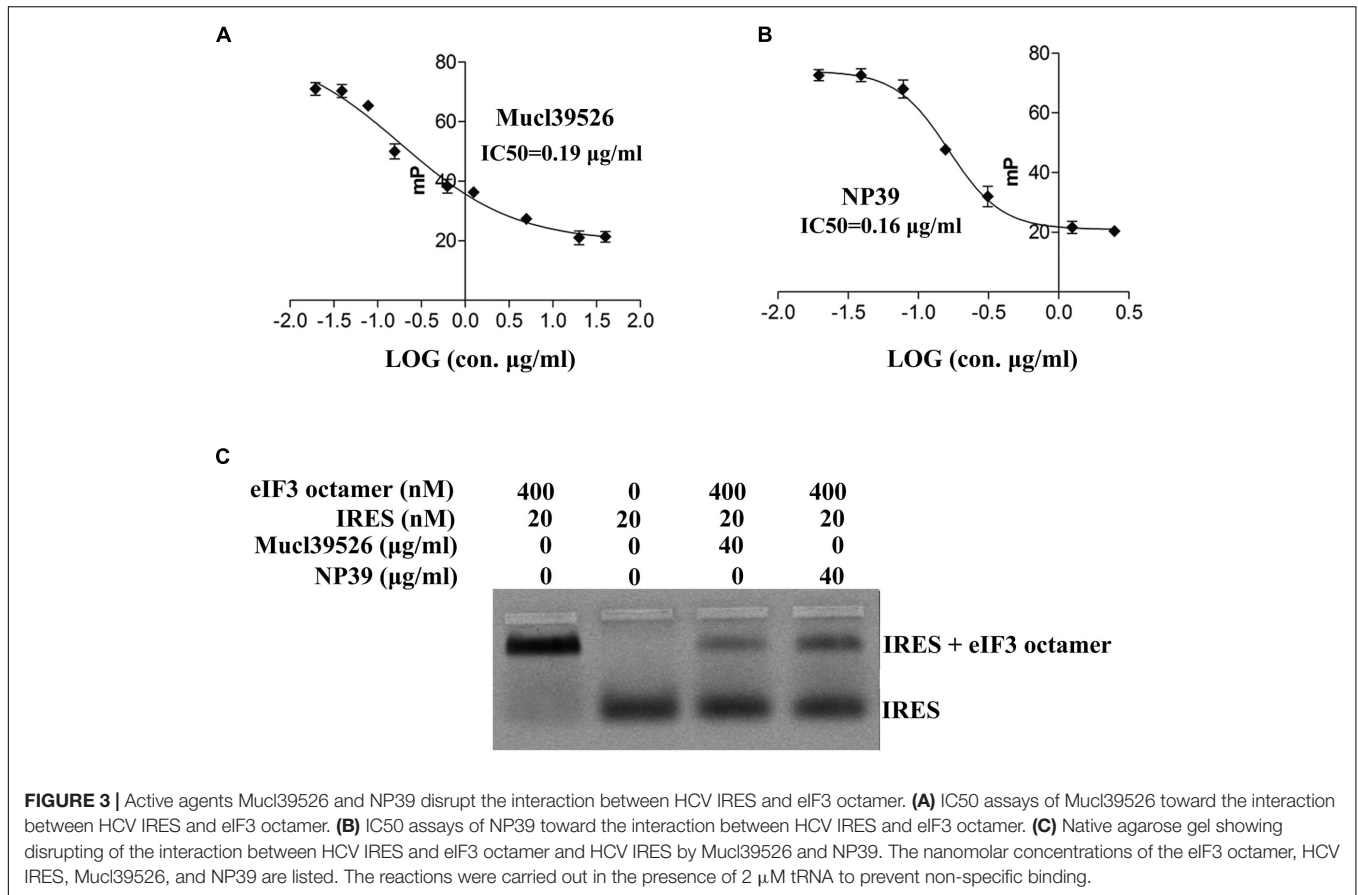 A
80
60
40
20
mP
Mucl39526
IC50=0.19 µg/ml
-2.0 -1.5 -1.0 -0.5 0.0 0.5 1.0 1.5 2.0
LOG (con. µg/ml)
B
80
60
40
20
mP
NP39
IC50=0.16 µg/ml
-2.0 -1.5 -1.0 -0.5 0.0 0.5
LOG (con. µg/ml)
C
eIF3 octamer (nM) 400 0 400 400
IRES (nM) 20 20 20 20
Mucl39526 (µg/ml) 0 0 40 0
NP39 (µg/ml) 0 0 0 40
IRES + eIF3 octamer
IRES
FIGURE 3 | Active agents Mucl39526 and NP39 disrupt the interaction between HCV IRES and eIF3 octamer. (A) IC50 assays of Mucl39526 toward the interaction
between HCV IRES and eIF3 octamer. (B) IC50 assays of NP39 toward the interaction between HCV IRES and eIF3 octamer. (C) Native agarose gel showing
disrupting of the interaction between HCV IRES and eIF3 octamer and HCV IRES by Mucl39526 and NP39. The nanomolar concentrations of the eIF3 octamer, HCV
IRES, Mucl39526, and NP39 are listed. The reactions were carried out in the presence of 2 µM tRNA to prevent non-specific binding.